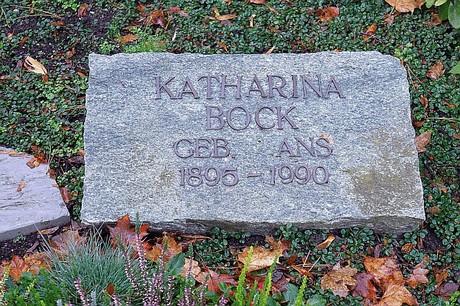 KATHARINA
BOCK
GEB. ANS
1895-1990